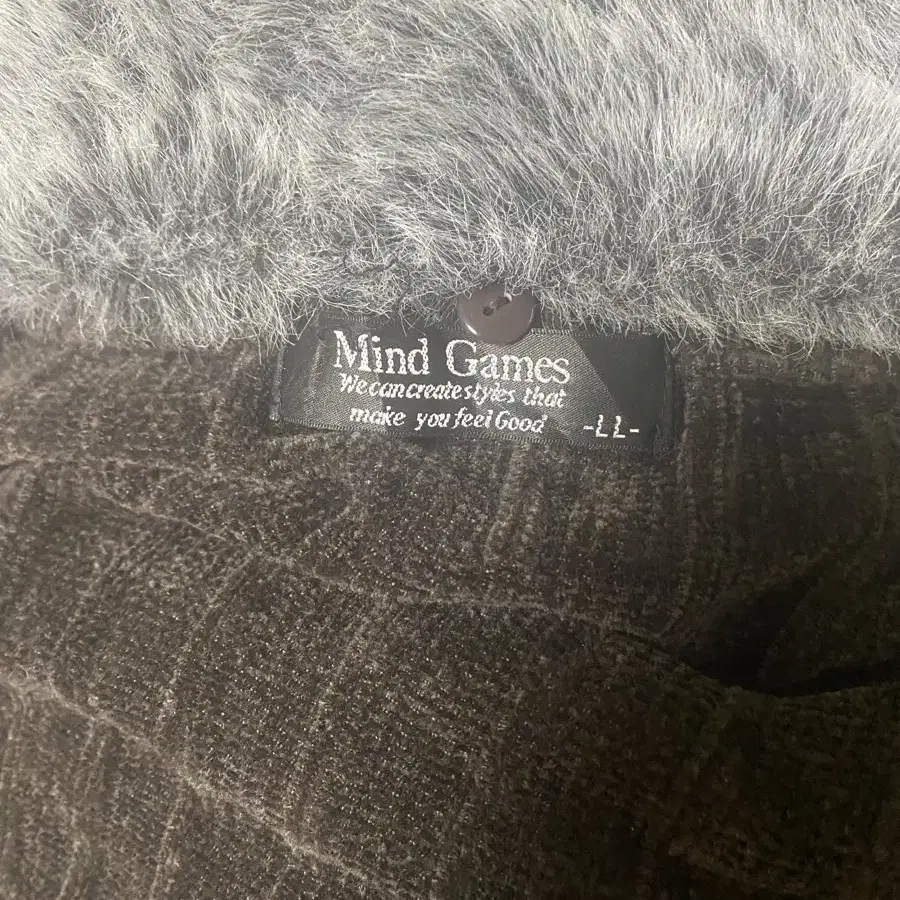 Mind Games
We can create styles that
make you feel Good
-LL-